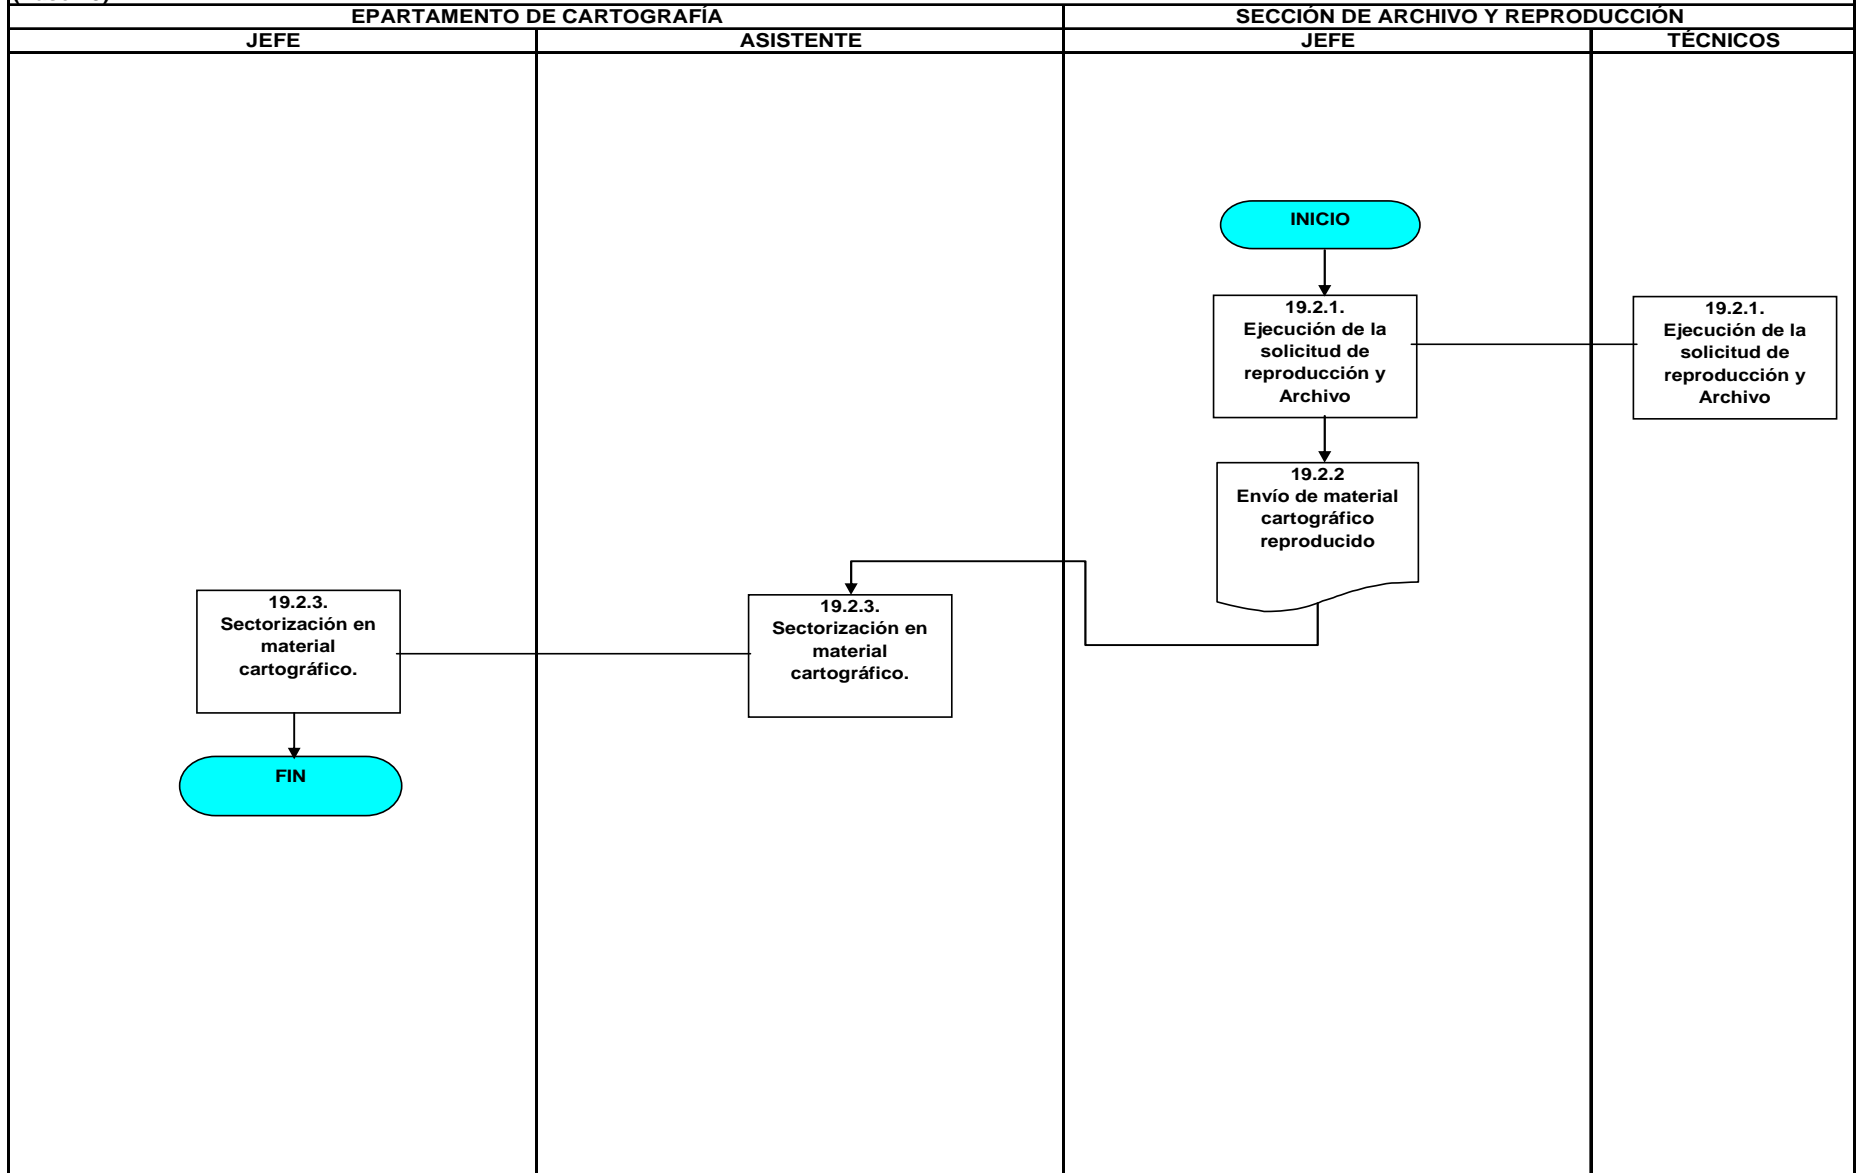 EPARTAMENTO DE CARTOGRAFÍA
SECCIÓN DE ARCHIVO Y REPRODUCCIÓN
JEFE
ASISTENTE
JEFE
TÉCNICOS
INICIO
19.2.1.
Ejecución de la
solicitud de
reproducción y
Archivo
19.2.1.
Ejecución de la
solicitud de
reproducción y
Archivo
19.2.2
Envío de material
cartográfico
reproducido
19.2.3.
Sectorización en
material
cartográfico.
19.2.3.
Sectorización en
material
cartográfico.
FIN